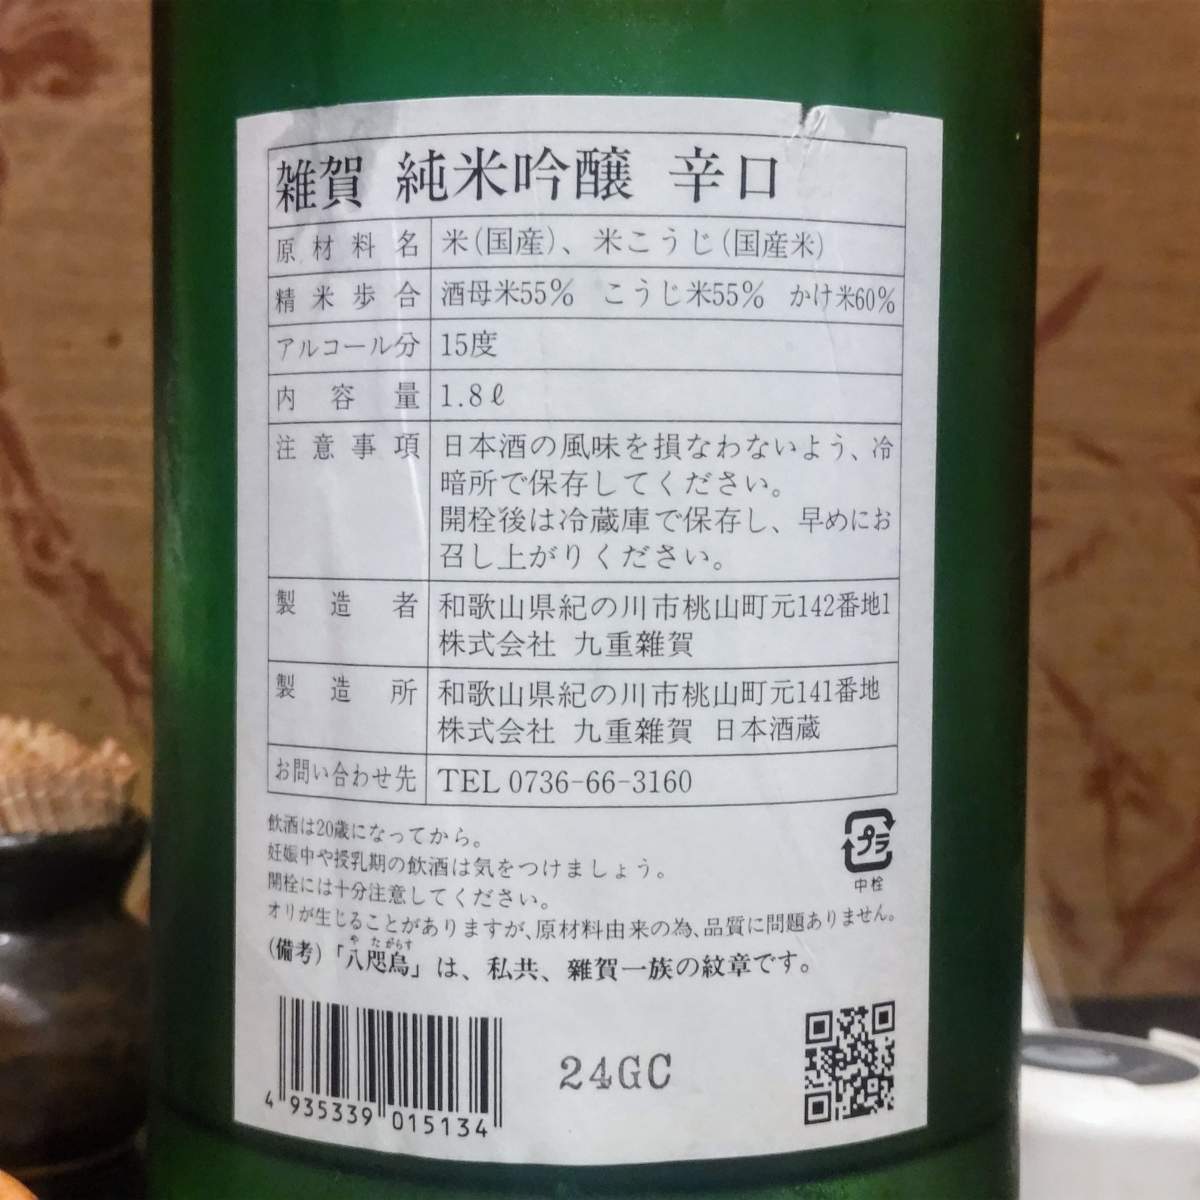 雑賀 純米吟醸 辛口
原材料名 米(国産)、米こうじ(国産米)
精米歩合 酒母米55% こうじ米55% かけ米60%
アルコール分 15度
内容量 1.8ℓ
注意事項 日本酒の風味を損なわないよう、冷
暗所で保存してください。
開栓後は冷蔵庫で保存し、早めにお
召し上がりください。
製造者 和歌山県紀の川市桃山町元142番地1
株式会社 九重雜賀
製造所 和歌山県紀の川市桃山町元141番地
株式会社 九重雜賀 日本酒蔵
お問い合わせ先 TEL 0736-66-3160
飲酒は20歳になってから。
妊娠中や授乳期の飲酒は気をつけましょう。
開栓には十分注意してください。
オリが生じることがありますが、原材料由来の為、品質に問題ありません。
(備考)「八咫烏」は、私共、雜賀一族の紋章です。
や た がらす
プラ
中栓
4 935339 015134
24GC